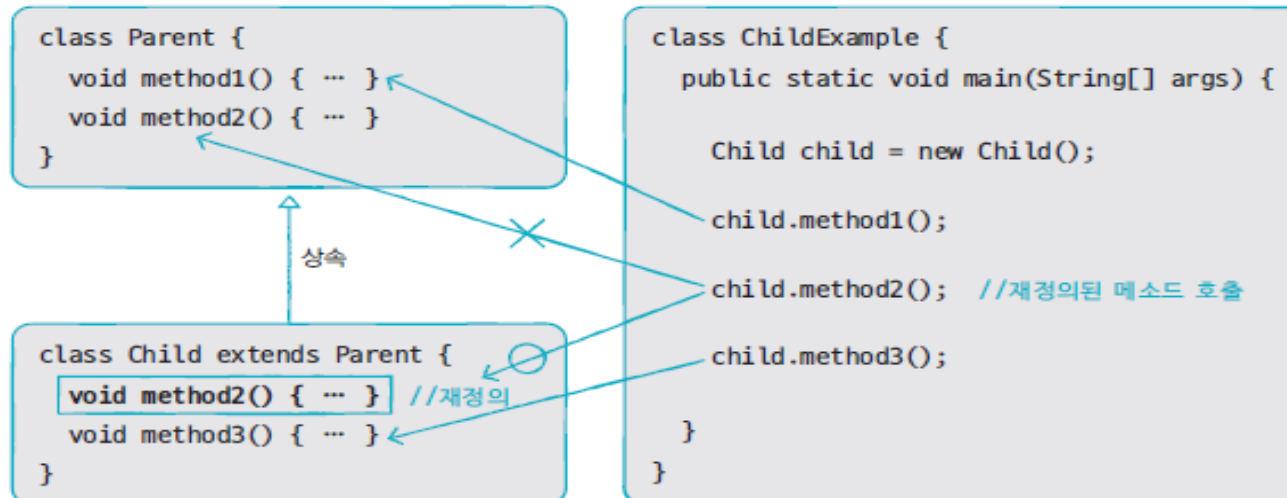 class Parent {
void method1() { ··· }
void method2() { ··· }
}
상속
class Child extends Parent {
void method2() { ··· } //재정의
void method3() { ··· }
}
class ChildExample {
public static void main(String[] args) {
Child child = new Child();
child.method1();
child.method2(); //재정의된 메소드 호출
child.method3();
}
}